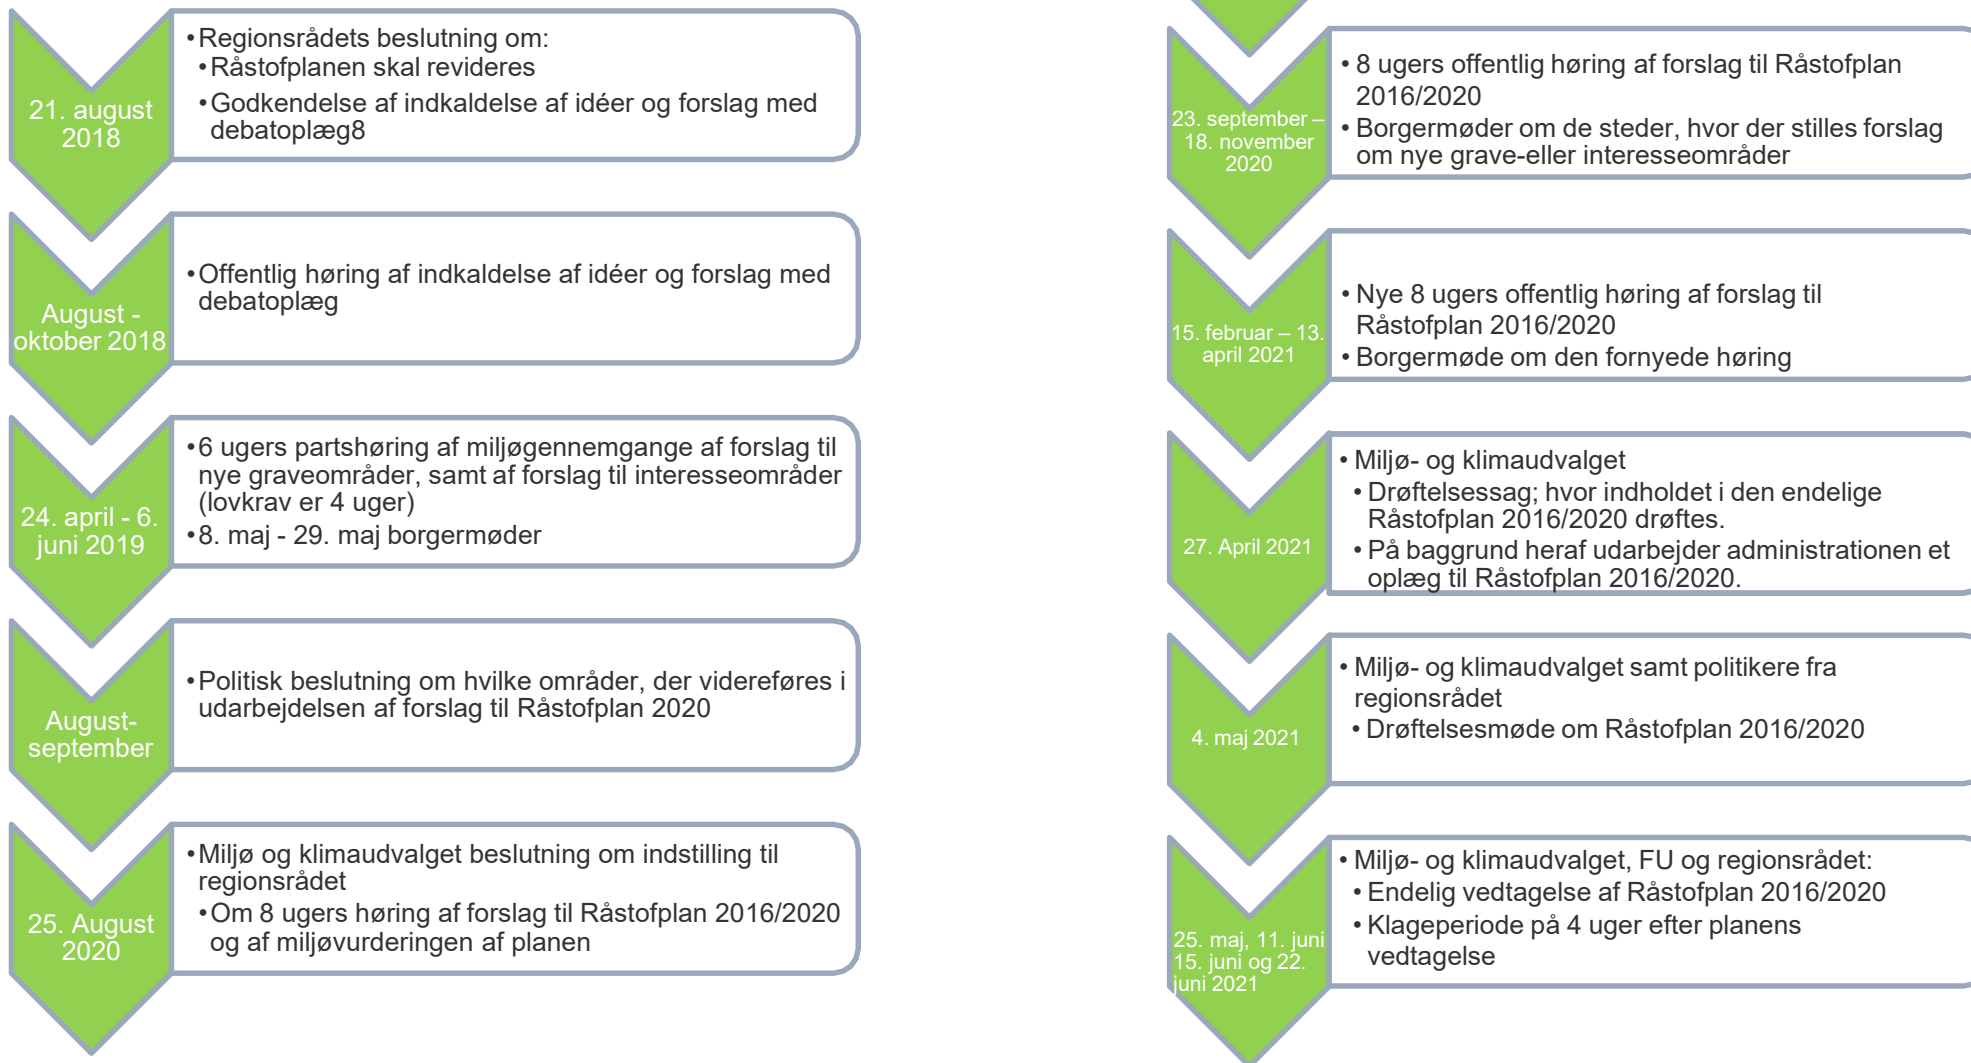 21. august
2018
•Regionsrådets beslutning om:
•Råstofplanen skal revideres
•Godkendelse af indkaldelse af idéer og forslag med
debatoplæg8
August -
oktober 2018
•Offentlig høring af indkaldelse af idéer og forslag med
debatoplæg
24. april - 6.
juni 2019
•6 ugers partshøring af miljøgennemgange af forslag til
nye graveområder, samt af forslag til interesseområder
(lovkrav er 4 uger)
•8. maj - 29. maj borgermøder
August-
september
•Politisk beslutning om hvilke områder, der videreføres i
udarbejdelsen af forslag til Råstofplan 2020
25. August
2020
•Miljø og klimaudvalget beslutning om indstilling til
regionsrådet
•Om 8 ugers høring af forslag til Råstofplan 2016/2020
og af miljøvurderingen af planen
23. september –
18. november
2020
• 8 ugers offentlig høring af forslag til Råstofplan
2016/2020
• Borgermøder om de steder, hvor der stilles forslag
om nye grave-eller interesseområder
15. februar – 13.
april 2021
• Nye 8 ugers offentlig høring af forslag til
Råstofplan 2016/2020
• Borgermøde om den fornyede høring
27. April 2021
• Miljø- og klimaudvalget
• Drøftelsessag; hvor indholdet i den endelige
Råstofplan 2016/2020 drøftes.
• På baggrund heraf udarbejder administrationen et
oplæg til Råstofplan 2016/2020.
4. maj 2021
• Miljø- og klimaudvalget samt politikere fra
regionsrådet
• Drøftelsesmøde om Råstofplan 2016/2020
25. maj, 11. juni
15. juni og 22.
juni 2021
• Miljø- og klimaudvalget, FU og regionsrådet:
• Endelig vedtagelse af Råstofplan 2016/2020
• Klageperiode på 4 uger efter planens
vedtagelse